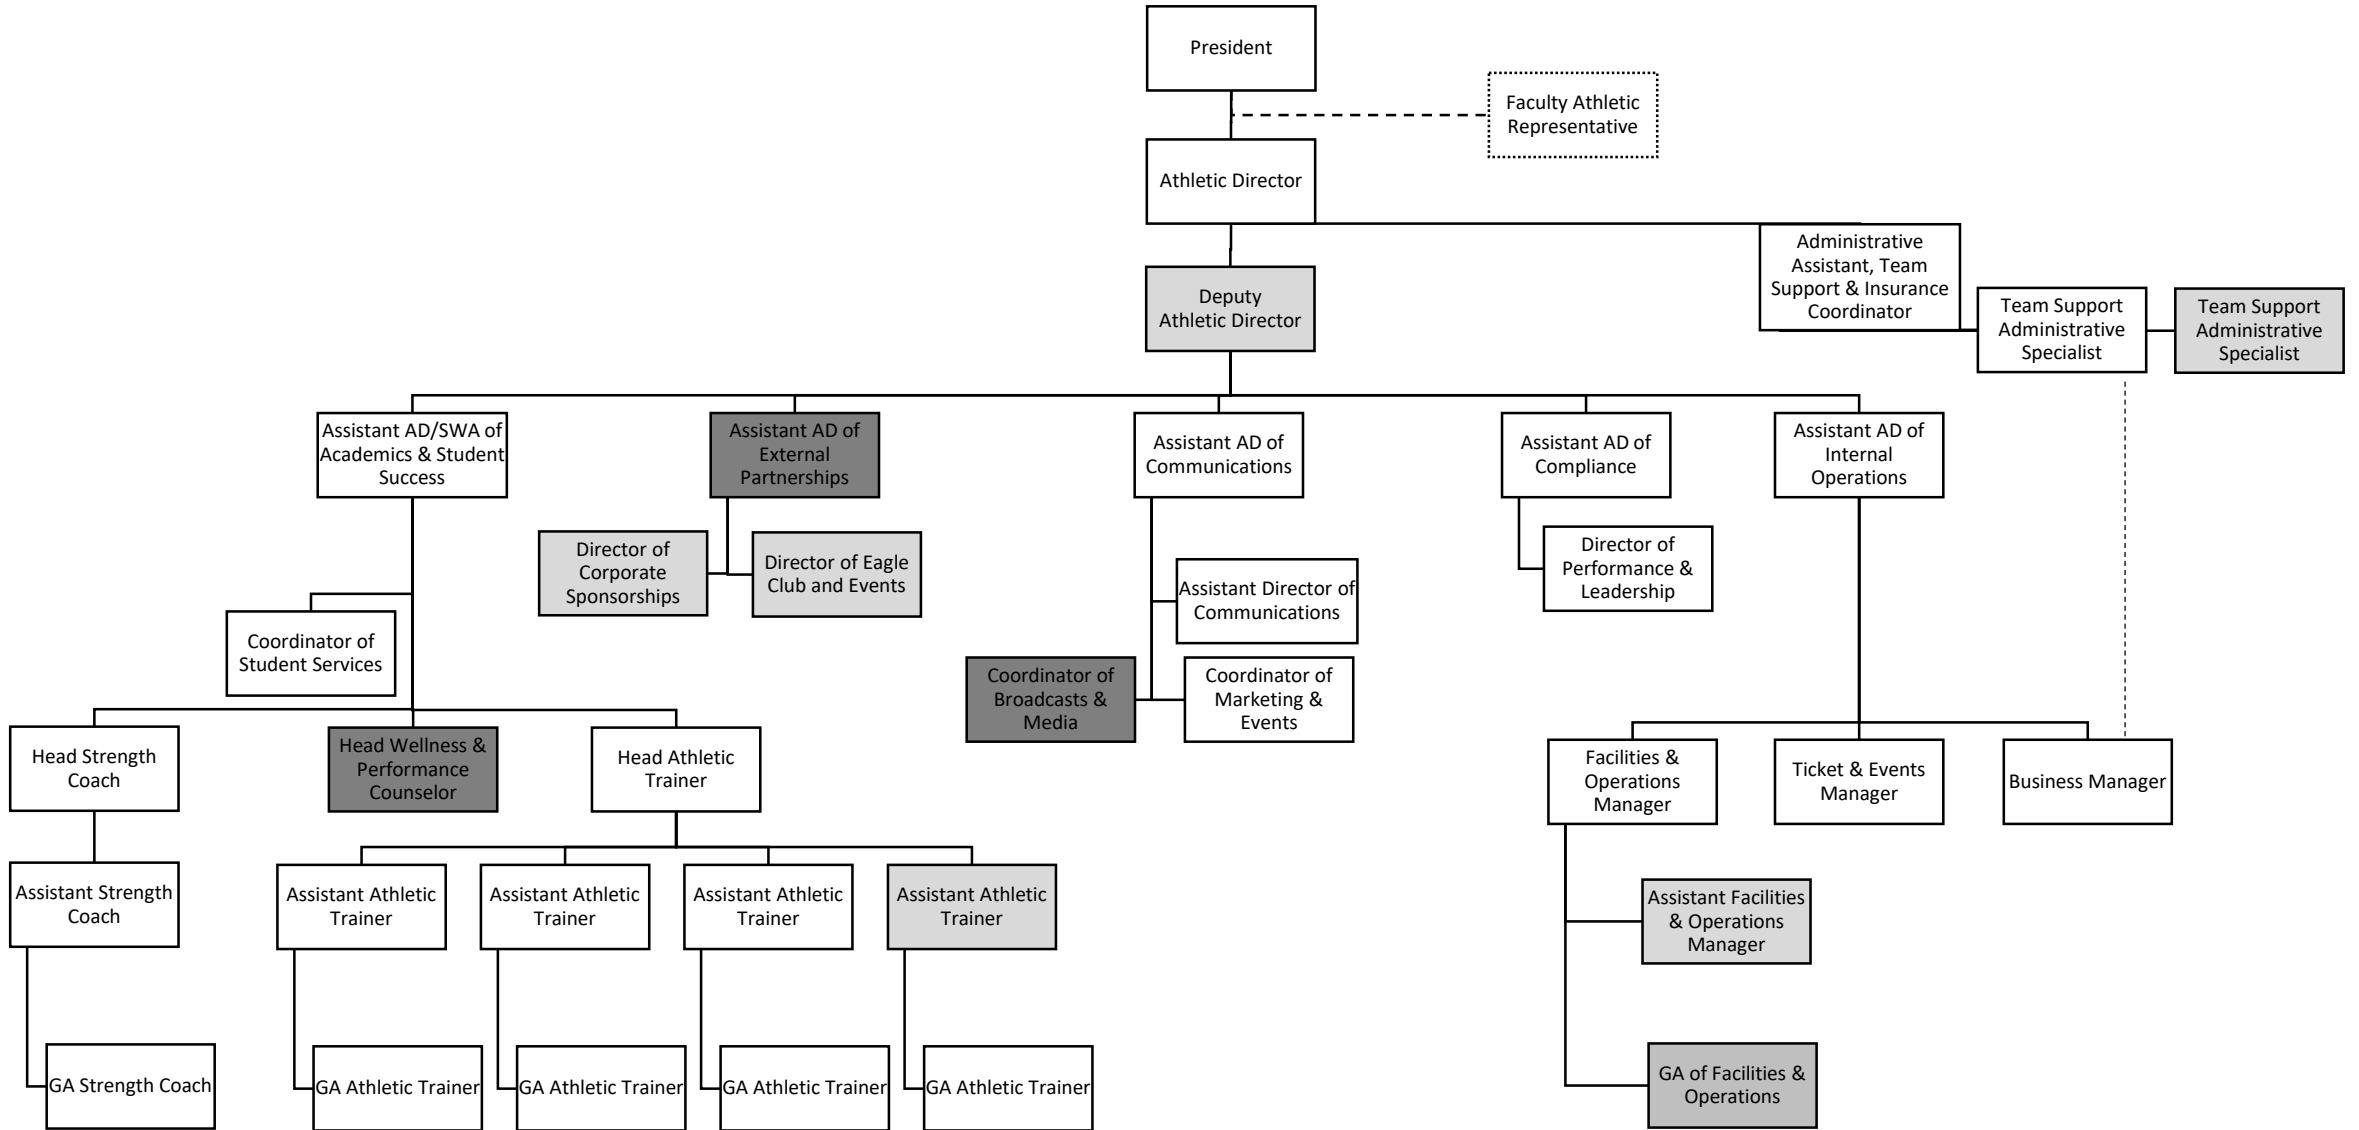 President
Faculty Athletic
Representative
Athletic Director
Administrative
Assistant, Team
Support & Insurance
Coordinator
Deputy
Athletic Director
Team Support
Administrative
Specialist
Team Support
Administrative
Specialist
Assistant AD/SWA of
Academics & Student
Success
Assistant AD of
External
Partnerships
Assistant AD of
Communications
Assistant AD of
Compliance
Assistant AD of
Internal
Operations
Director of
Corporate
Sponsorships
Director of Eagle
Club and Events
Assistant Director of
Communications
Director of
Performance &
Leadership
Coordinator of
Student Services
Coordinator of
Broadcasts &
Media
Coordinator of
Marketing &
Events
Head Strength
Coach
Head Wellness &
Performance
Counselor
Head Athletic
Trainer
Facilities &
Operations
Manager
Ticket & Events
Manager
Business Manager
Assistant Strength
Coach
Assistant Athletic
Trainer
Assistant Athletic
Trainer
Assistant Athletic
Trainer
Assistant Athletic
Trainer
Assistant Facilities
& Operations
Manager
GA Strength Coach
GA Athletic Trainer
GA Athletic Trainer
GA Athletic Trainer
GA Athletic Trainer
GA of Facilities &
Operations